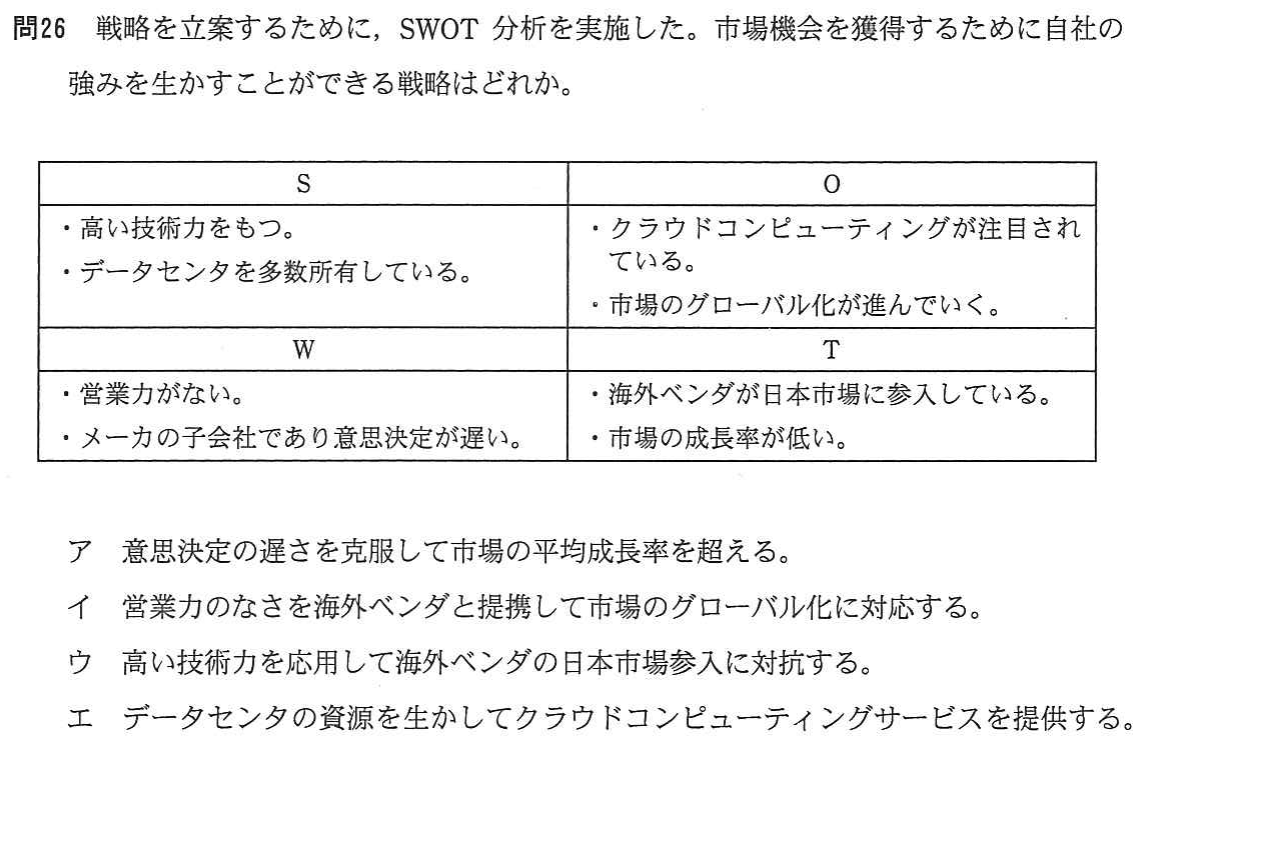 問26 戦略を立案するために，SWOT 分析を実施した。市場機会を獲得するために自社の
強みを生かすことができる戦略はどれか。
S
O
・高い技術力をもつ。
・データセンタを多数所有している。
・クラウドコンピューティングが注目され
ている。
・市場のグローバル化が進んでいく。
W
T
・営業力がない。
・メーカの子会社であり意思決定が遅い。
・海外ベンダが日本市場に参入している。
・市場の成長率が低い。
ア 意思決定の遅さを克服して市場の平均成長率を超える。
イ 営業力のなさを海外ベンダと提携して市場のグローバル化に対応する。
ウ 高い技術力を応用して海外ベンダの日本市場参入に対抗する。
エ データセンタの資源を生かしてクラウドコンピューティングサービスを提供する。